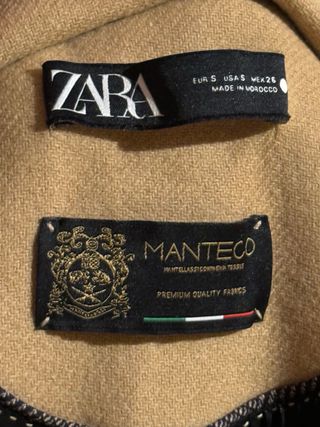 ZARA
EUR S USA S MEX 26
MADE IN MOROCCO
MANTECO
PREMIUM QUALITY FABRICS